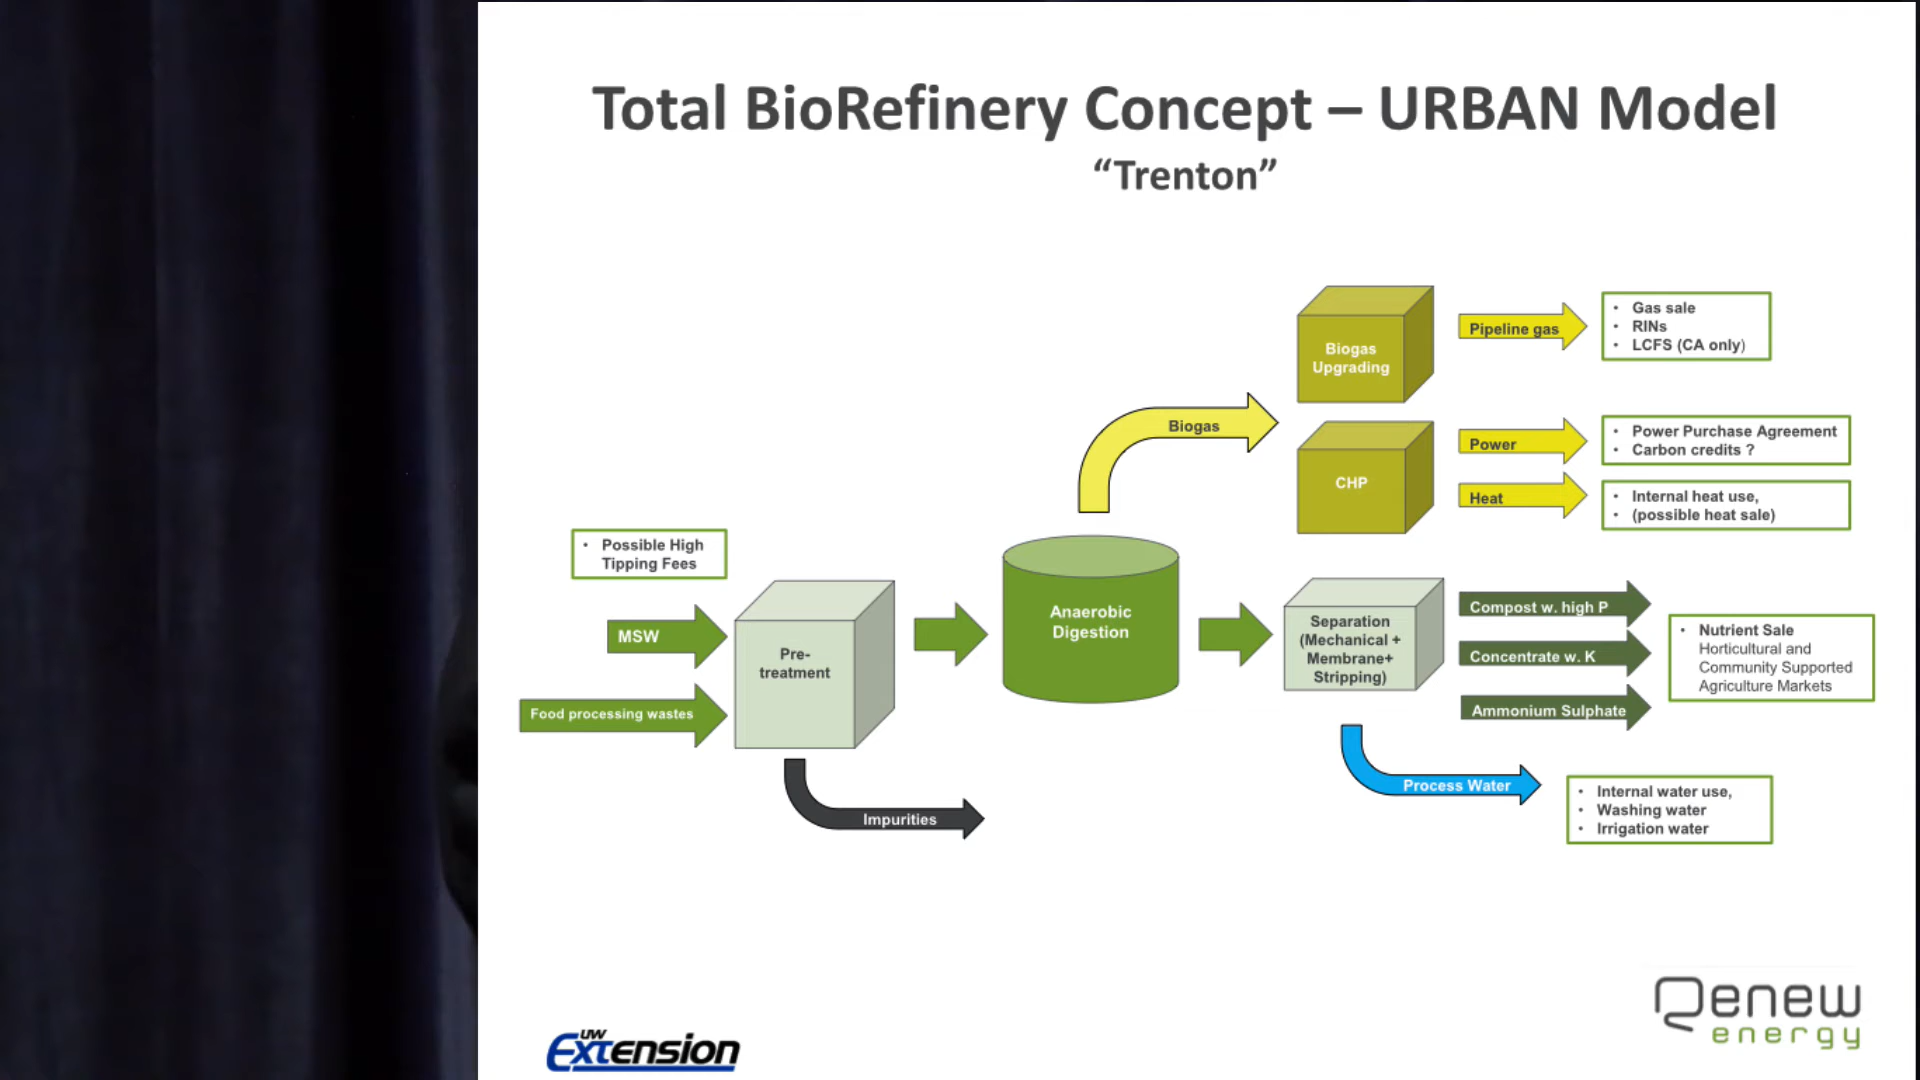 Total BioRefinery Concept – URBAN Model
“Trenton”
Biogas
Upgrading
Pipeline gas
• Gas sale
• RINs
• LCFS (CA only)
Biogas
CHP
Power
• Power Purchase Agreement
• Carbon credits ?
Heat
• Internal heat use,
• (possible heat sale)
• Possible High
Tipping Fees
MSW
Food processing wastes
Pre-
treatment
Impurities
Anaerobic
Digestion
Separation
(Mechanical +
Membrane+
Stripping)
Compost w. high P
Concentrate w. K
Ammonium Sulphate
• Nutrient Sale
Horticultural and
Community Supported
Agriculture Markets
Process Water
• Internal water use,
• Washing water
• Irrigation water
UW
Extension
Renew
energy